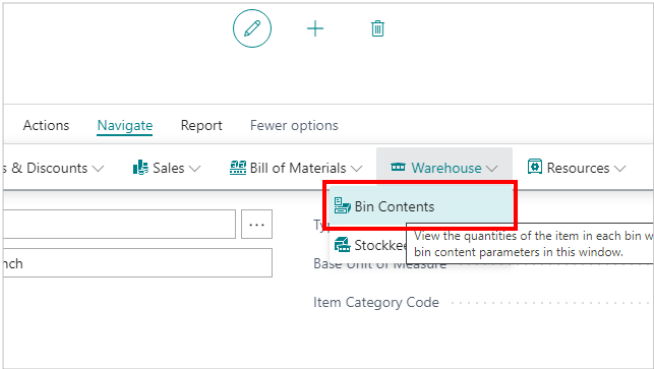 Actions Navigate Report Fewer options
s & Discounts Sales Bill of Materials Warehouse Resources
Bin Contents
...
Ty
Stockkee
View the quantities of the item in each bin w
bin content parameters in this window.
nch
Base Unit of Measure
Item Category Code